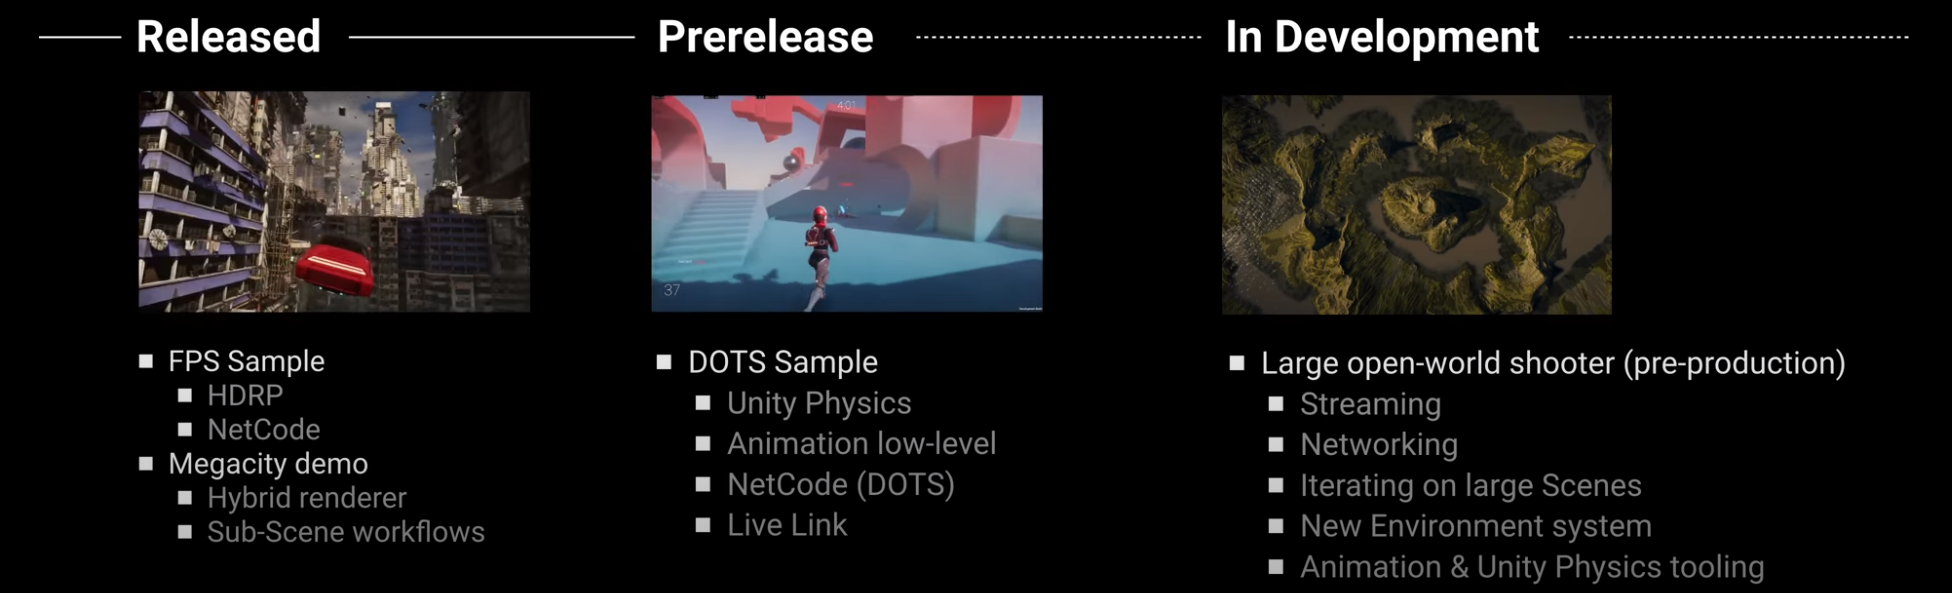 Released
Prerelease
In Development
4:01
37
FPS Sample
HDRP
NetCode
Megacity demo
Hybrid renderer
Sub-Scene workflows
DOTS Sample
Unity Physics
Animation low-level
NetCode (DOTS)
Live Link
Large open-world shooter (pre-production)
Streaming
Networking
Iterating on large Scenes
New Environment system
Animation & Unity Physics tooling